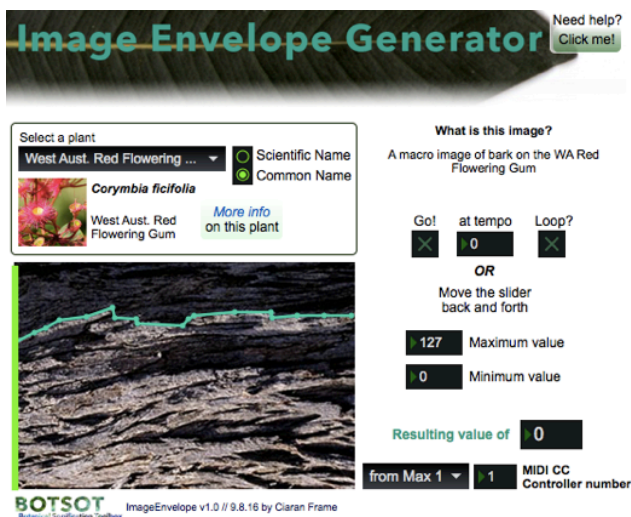 Image Envelope Generator
Need help?
Click me!
Select a plant
West Aust. Red Flowering ...
Scientific Name
Common Name
Corymbia ficifolia
West Aust. Red
Flowering Gum
More info
on this plant
What is this image?
A macro image of bark on the WA Red
Flowering Gum
Go! at tempo Loop?
0
OR
Move the slider
back and forth
127 Maximum value
0 Minimum value
Resulting value of 0
from Max 1 1 MIDI CC
Controller number
BOTSOT ImageEnvelope v1.0 // 9.8.16 by Ciaran Frame
Botanical Sonification Toolbox